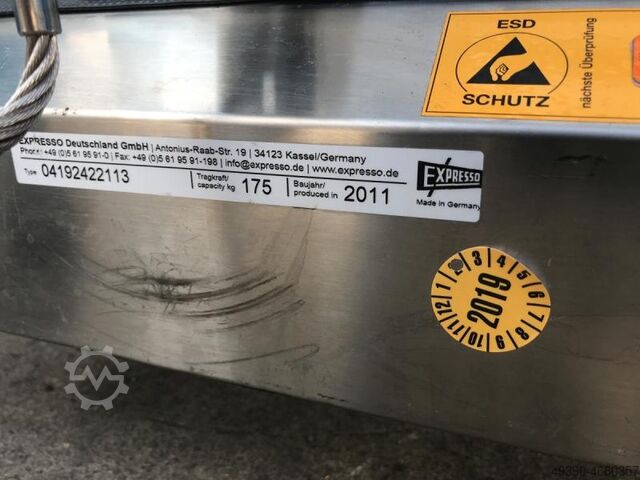 ESD
SCHUTZ
nächste Überprüfung
EXPRESSO Deutschland GmbH | Antonius-Raab-Str. 19 | 34123 Kassel/Germany
+49 (0)5 61 95 91-0 | Fax: +49 (0)5 61 95 91-198 | info@expresso.de | www.expresso.de
Type 04192422113 Tragkraft/ capacity kg 175 Baujahr/ produced in 2011
EXPRESSO
Made in Germany
1 2 3 4 5 6 7 8 9 10 11 12
2019
49390-4680357